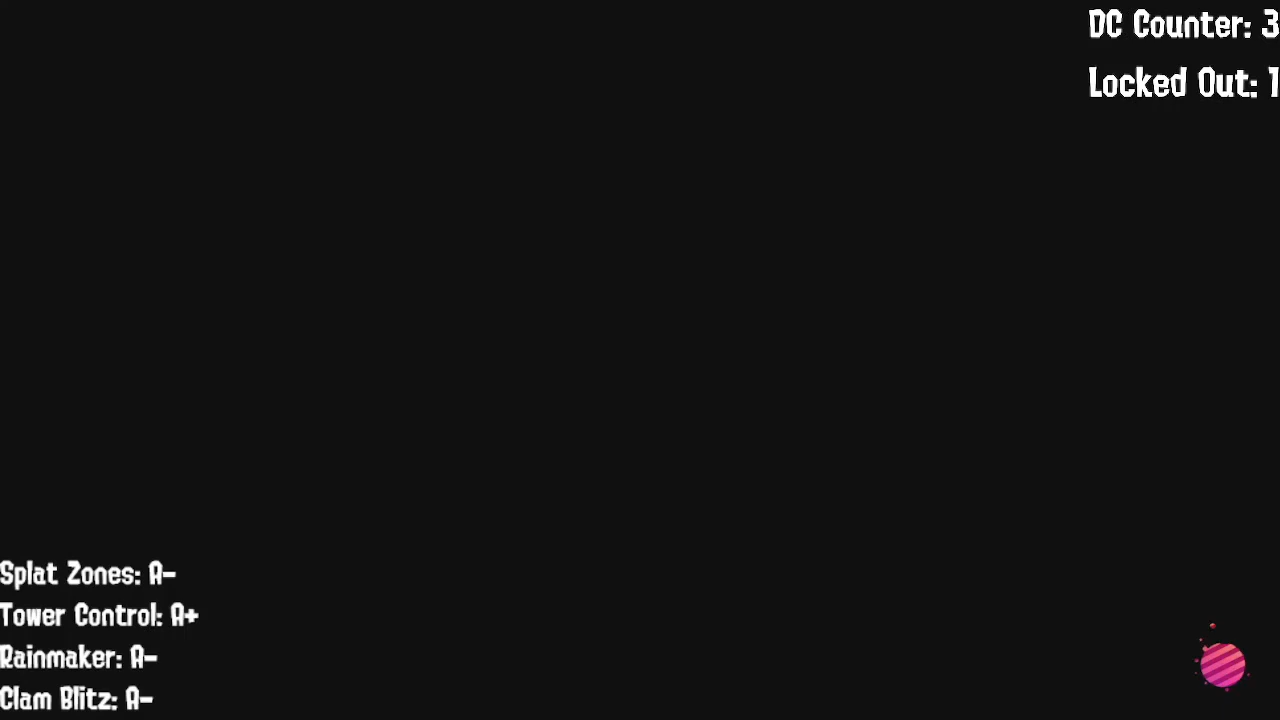 DC Counter: 3
Locked Out: 1
Splat Zones: A-
Tower Control: A+
Rainmaker: A-
Clam Blitz: A-